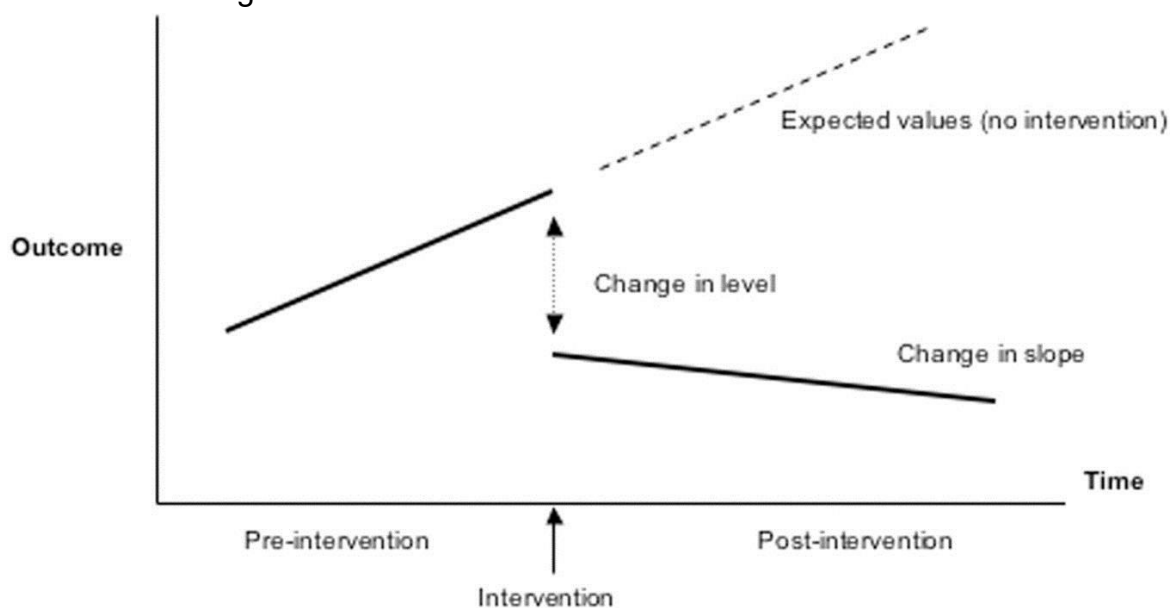 Expected values (no intervention)
Outcome
Change in level
Change in slope
Time
Pre-intervention
Post-intervention
Intervention